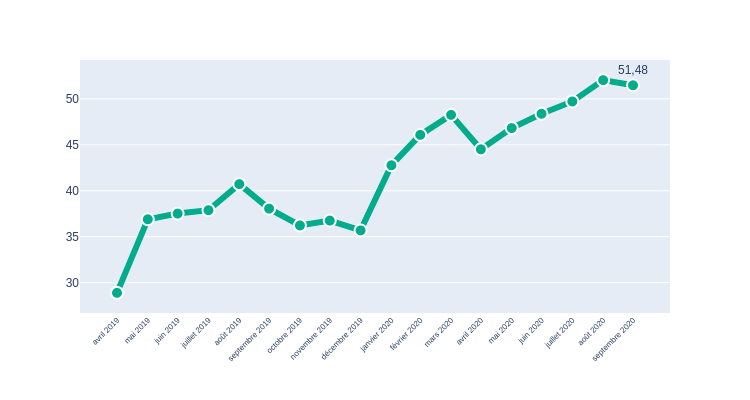 51,48
50
45
40
35
30
avril 2019
mai 2019
juin 2019
juillet 2019
août 2019
septembre 2019
octobre 2019
novembre 2019
décembre 2019
janvier 2020
février 2020
mars 2020
avril 2020
mai 2020
juin 2020
juillet 2020
août 2020
septembre 2020